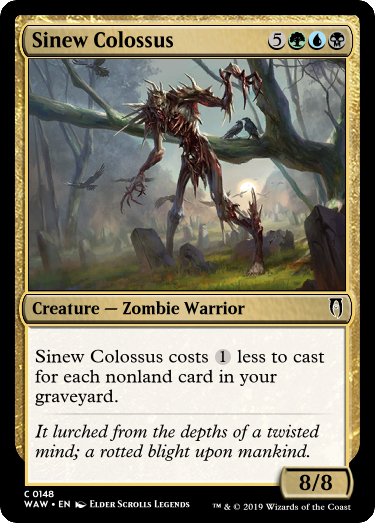 Sinew Colossus 5
Creature — Zombie Warrior
Sinew Colossus costs 1 less to cast
for each nonland card in your
graveyard.
It lurched from the depths of a twisted
mind; a rotted blight upon mankind.
8/8
C 0148
WAW • EN Elder Scrolls Legends
™ & © 2019 Wizards of the Coast